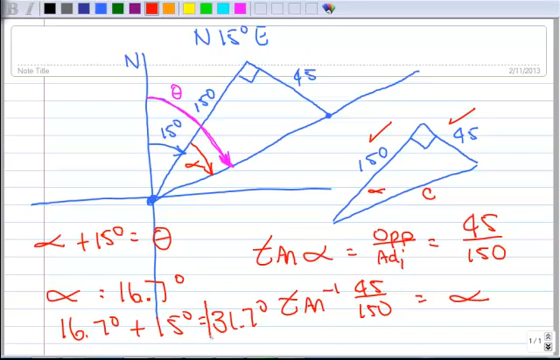 N 15° E
Note Title
2/11/2013
N
θ
150
45
15°
α
150
45
α
C
α + 15° = θ
tAn α = Opp/Adj = 45/150
α = 16.7°
tAn⁻¹ 45/150 = α
16.7° + 15° = 31.7°
1/1